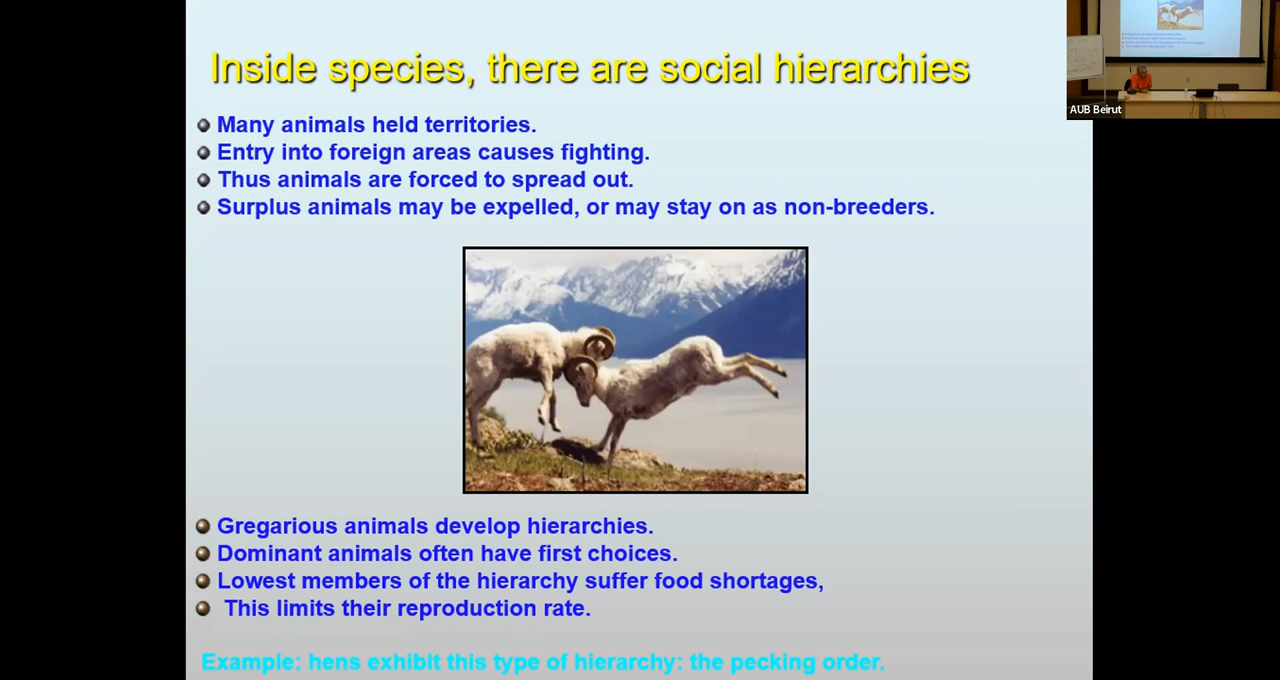 Inside species, there are social hierarchies
Many animals held territories.
Entry into foreign areas causes fighting.
Thus animals are forced to spread out.
Surplus animals may be expelled, or may stay on as non-breeders.
Gregarious animals develop hierarchies.
Dominant animals often have first choices.
Lowest members of the hierarchy suffer food shortages,
This limits their reproduction rate.
Example: hens exhibit this type of hierarchy: the pecking order.
AUB Beirut